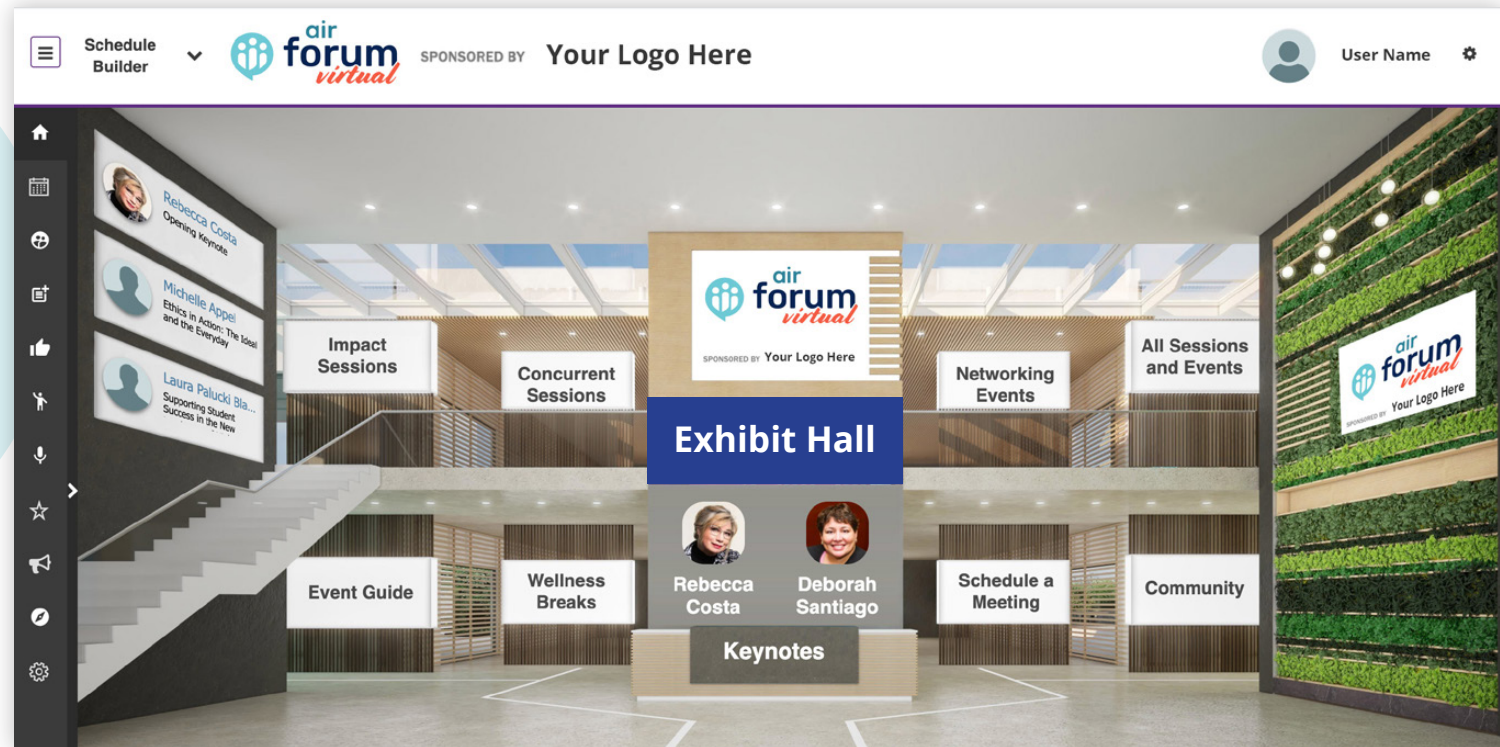 Schedule
Builder
air
forum
virtual
SPONSORED BY Your Logo Here
User Name
Rebecca Costa
Opening Keynote
Michelle Appel
Ethics in Action: The Ideal
and the Everyday
Laura Palucki Bla...
Supporting Student
Success in the New
Impact
Sessions
Concurrent
Sessions
air
forum
virtual
SPONSORED BY Your Logo Here
Networking
Events
All Sessions
and Events
air
forum
virtual
SPONSORED BY Your Logo Here
Exhibit Hall
Event Guide
Wellness
Breaks
Rebecca
Costa
Deborah
Santiago
Keynotes
Schedule a
Meeting
Community